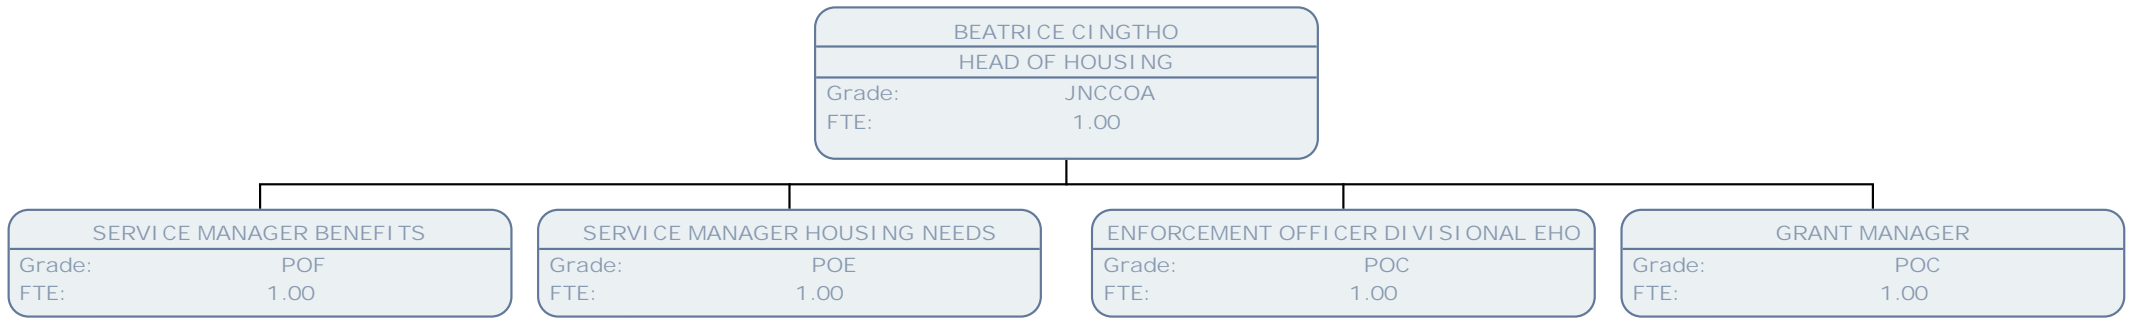 BEATRICE CINGTHO
HEAD OF HOUSING
Grade: JNCCOA
FTE: 1.00
SERVICE MANAGER BENEFITS
Grade: POF
FTE: 1.00
SERVICE MANAGER HOUSING NEEDS
Grade: POE
FTE: 1.00
ENFORCEMENT OFFICER DIVISIONAL EHO
Grade: POC
FTE: 1.00
GRANT MANAGER
Grade: POC
FTE: 1.00